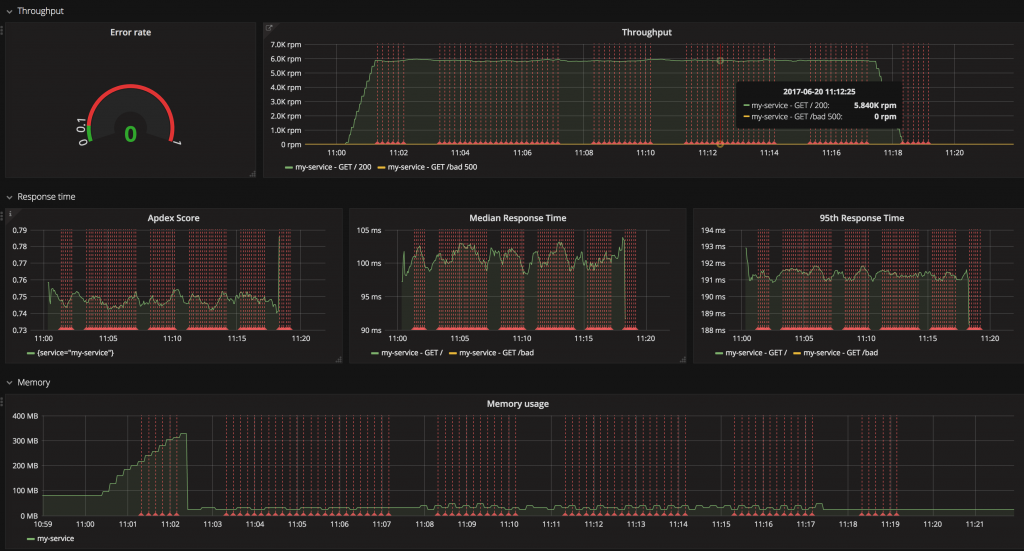 Throughput
Error rate
0
0.1
0
1
Throughput
7.0K rpm
6.0K rpm
5.0K rpm
4.0K rpm
3.0K rpm
2.0K rpm
1.0K rpm
0 rpm
11:00 11:02 11:04 11:06 11:08 11:10 11:12 11:14 11:16 11:18 11:20
2017-06-20 11:12:25
my-service - GET / 200: 5.840K rpm
my-service - GET /bad 500: 0 rpm
my-service - GET / 200 my-service - GET /bad 500
Response time
Apdex Score
0.79
0.78
0.77
0.76
0.75
0.74
0.73
11:00 11:05 11:10 11:15 11:20
{service="my-service"}
Median Response Time
105 ms
100 ms
95 ms
90 ms
11:00 11:05 11:10 11:15 11:20
my-service - GET / my-service - GET /bad
95th Response Time
194 ms
193 ms
192 ms
191 ms
190 ms
189 ms
188 ms
11:00 11:05 11:10 11:15 11:20
my-service - GET / my-service - GET /bad
Memory
Memory usage
400 MB
300 MB
200 MB
100 MB
0 MB
10:59 11:00 11:01 11:02 11:03 11:04 11:05 11:06 11:07 11:08 11:09 11:10 11:11 11:12 11:13 11:14 11:15 11:16 11:17 11:18 11:19 11:20 11:21
my-service